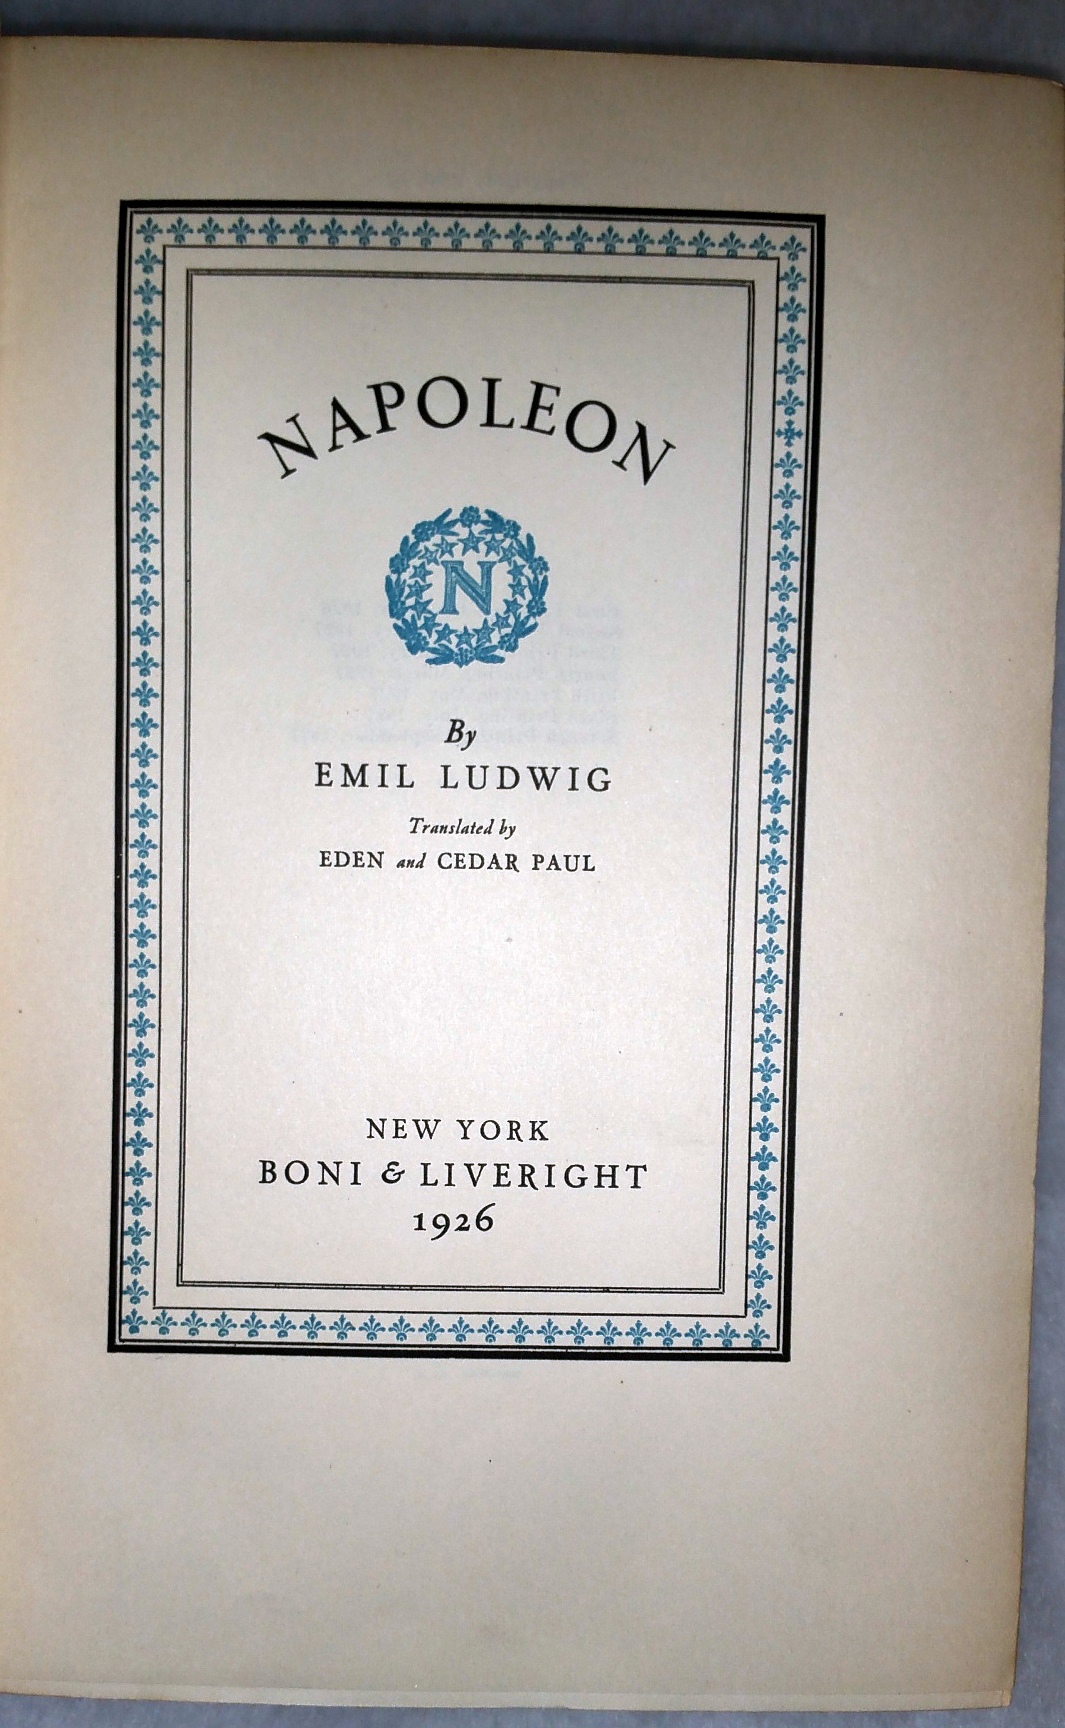 NAPOLEON
N
By
EMIL LUDWIG
Translated by
EDEN and CEDAR PAUL
NEW YORK
BONI & LIVERIGHT
1926